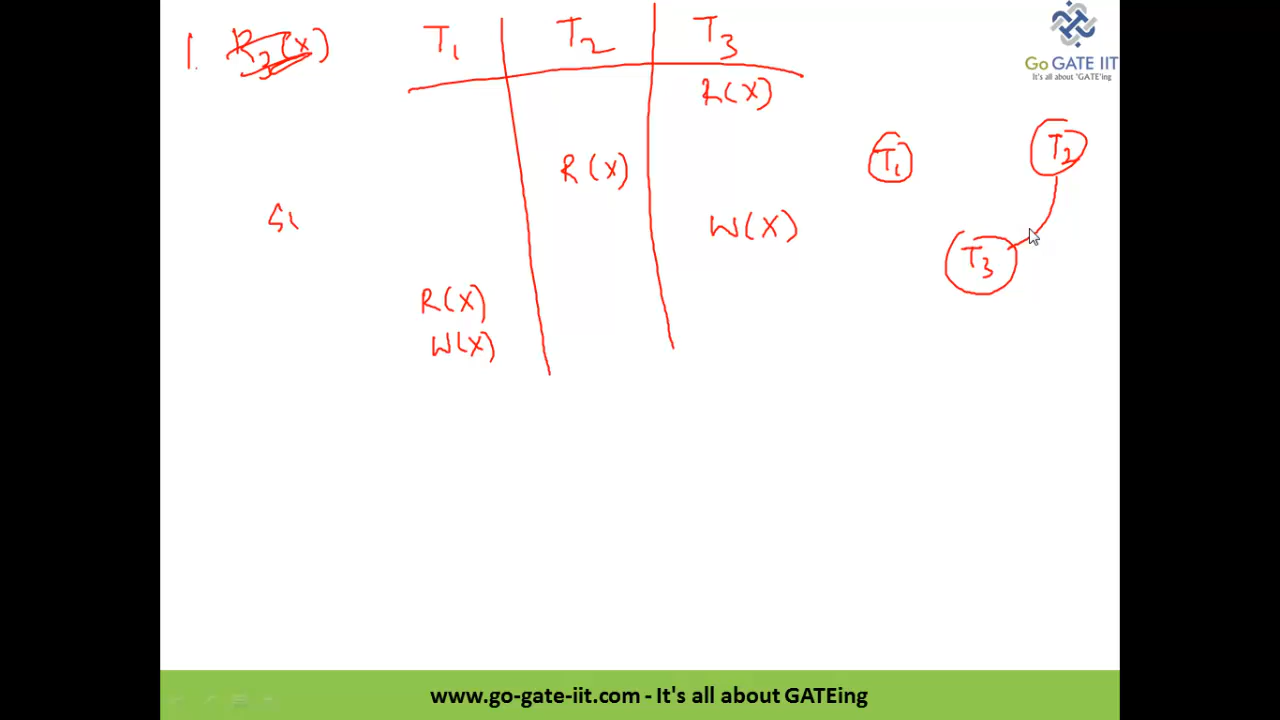 1. R3(X)
T1 T2 T3
R(X)
R(X)
W(X)
R(X)
W(X)
T1
T2
T3
Go GATE IIT
It's all about 'GATE'ing
www.go-gate-iit.com - It's all about GATEing